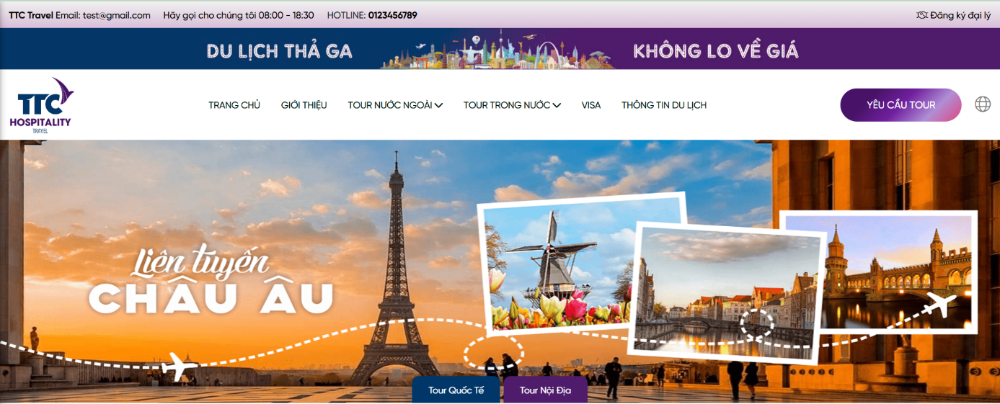 TTC Travel Email: test@gmail.com Hãy gọi cho chúng tôi 08:00 - 18:30 HOTLINE: 0123456789 Đăng ký đại lý
DU LỊCH THẢ GA KHÔNG LO VỀ GIÁ
TTC
HOSPITALITY
TRAVEL
TRANG CHỦ GIỚI THIỆU TOUR NƯỚC NGOÀI TOUR TRONG NƯỚC VISA THÔNG TIN DU LỊCH YÊU CẦU TOUR
Liên tuyến
CHÂU ÂU
Tour Quốc Tế Tour Nội Địa